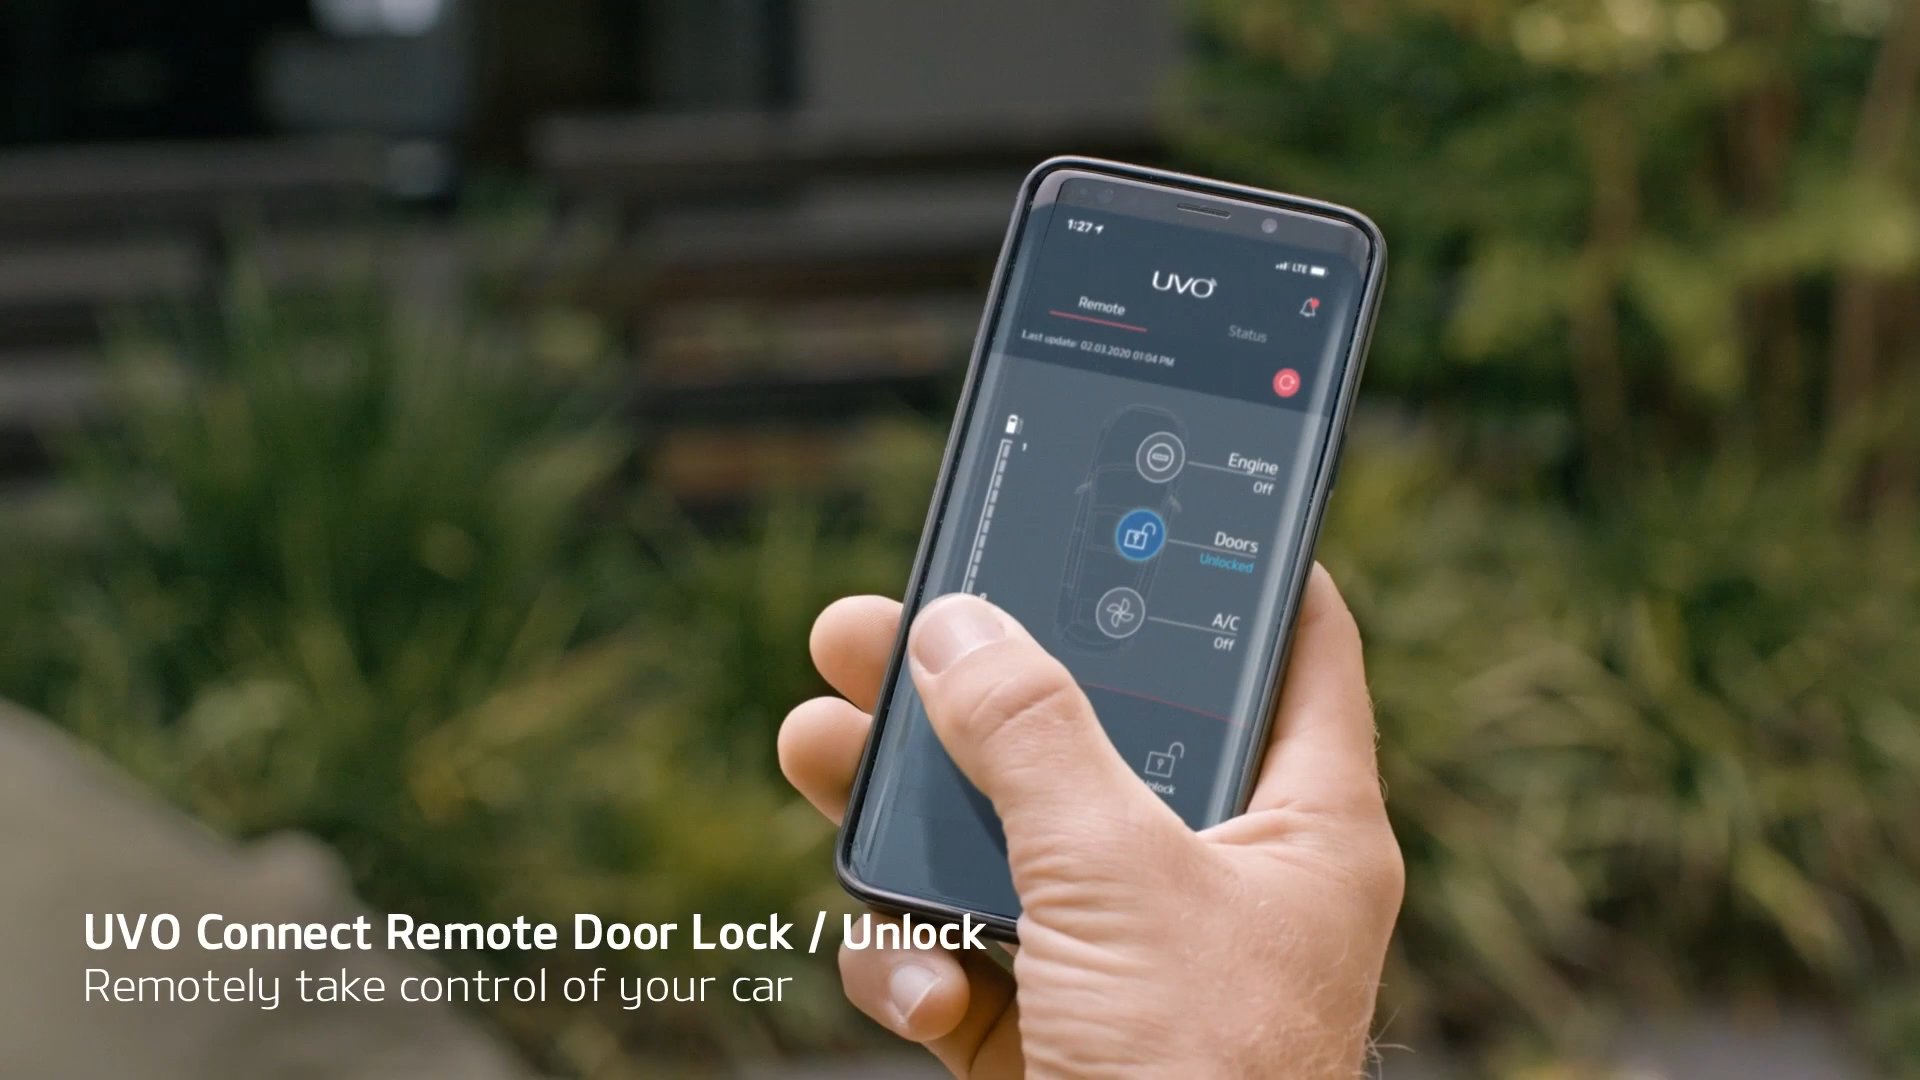 1:27
LTE
UVO
Remote
Status
Last update: 02.03.2020 01:04 PM
Engine
Off
Doors
Unlocked
A/C
Off
UVO Connect Remote Door Lock / Unlock
Remotely take control of your car